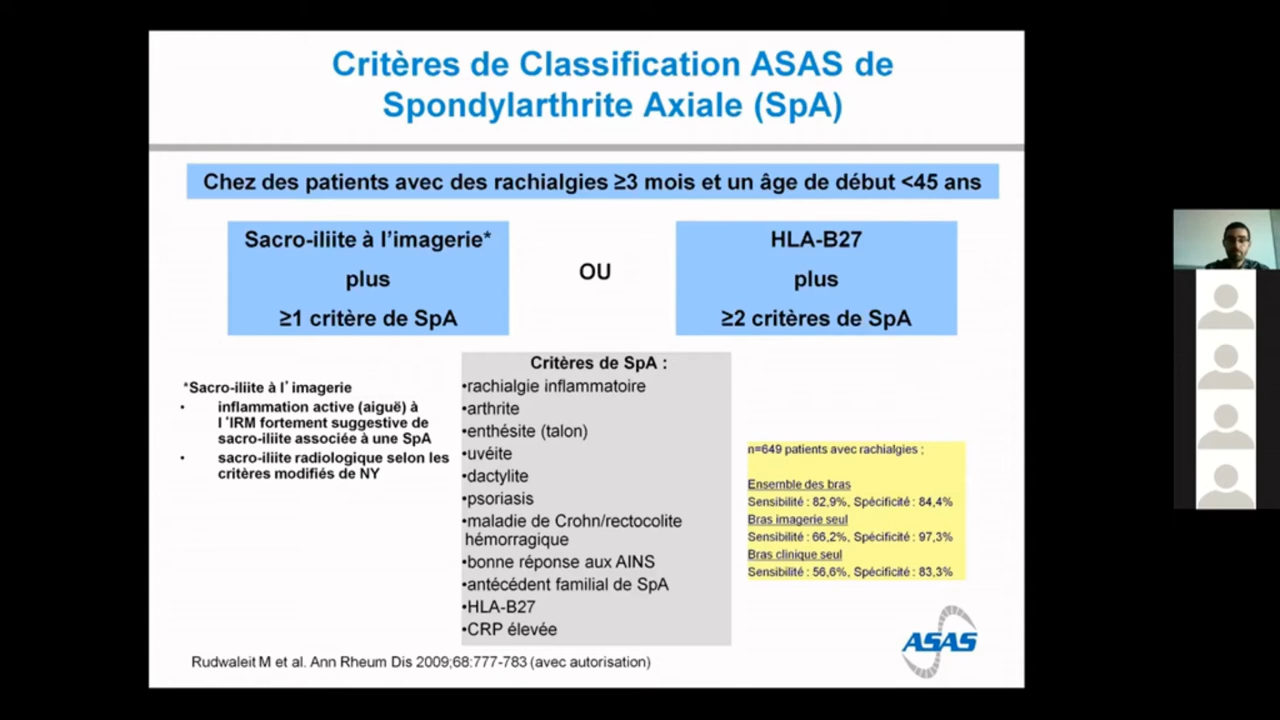 Critères de Classification ASAS de
Spondylarthrite Axiale (SpA)
Chez des patients avec des rachialgies ≥3 mois et un âge de début <45 ans
Sacro-iliite à l’imagerie*
plus
≥1 critère de SpA
OU
HLA-B27
plus
≥2 critères de SpA
*Sacro-iliite à l’imagerie
• inflammation active (aiguë) à
l’IRM fortement suggestive de
sacro-iliite associée à une SpA
• sacro-iliite radiologique selon les
critères modifiés de NY
Critères de SpA :
•rachialgie inflammatoire
•arthrite
•enthésite (talon)
•uvéite
•dactylite
•psoriasis
•maladie de Crohn/rectocolite
hémorragique
•bonne réponse aux AINS
•antécédent familial de SpA
•HLA-B27
•CRP élevée
n=649 patients avec rachialgies ;
Ensemble des bras
Sensibilité : 82,9%, Spécificité : 84,4%
Bras imagerie seul
Sensibilité : 66,2%, Spécificité : 97,3%
Bras clinique seul
Sensibilité : 56,6%, Spécificité : 83,3%
ASAS
Rudwaleit M et al. Ann Rheum Dis 2009;68:777-783 (avec autorisation)